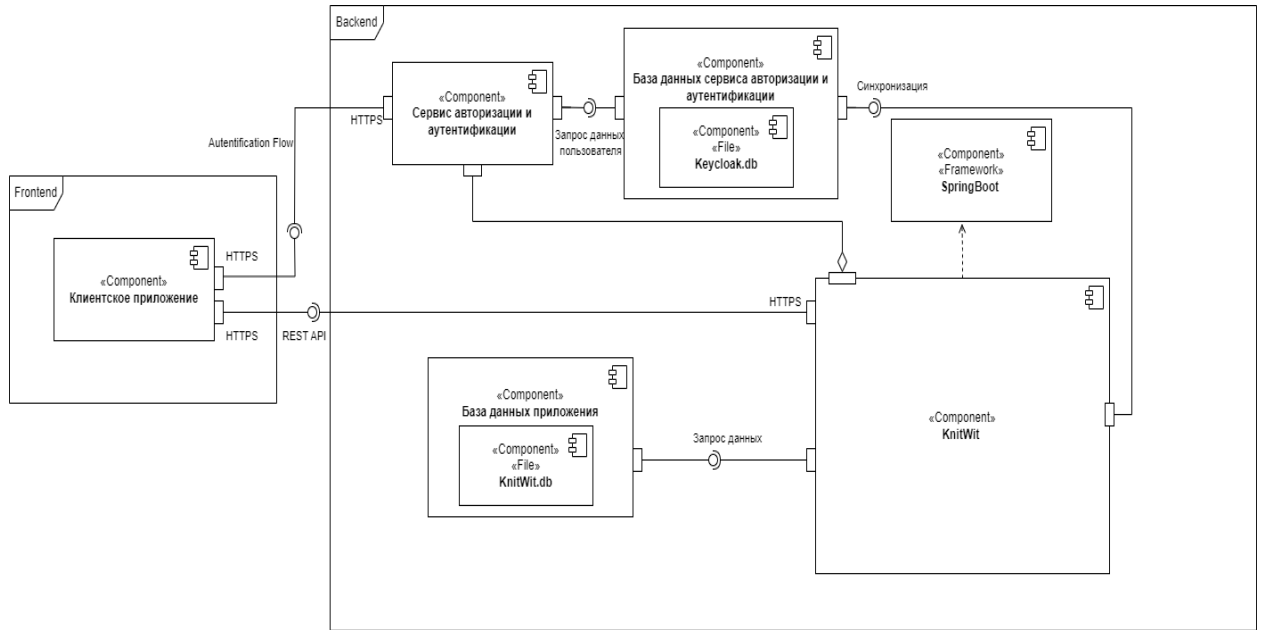 Backend
«Component»
База данных сервиса авторизации и
аутентификации
«Component»
«File»
Keycloak.db
«Component»
Сервис авторизации и
аутентификации
HTTPS
Запрос данных
пользователя
Синхронизация
«Component»
«Framework»
SpringBoot
Autentification Flow
Frontend
«Component»
Клиентское приложение
HTTPS
HTTPS
REST API
HTTPS
«Component»
База данных приложения
«Component»
«File»
KnitWit.db
Запрос данных
«Component»
KnitWit